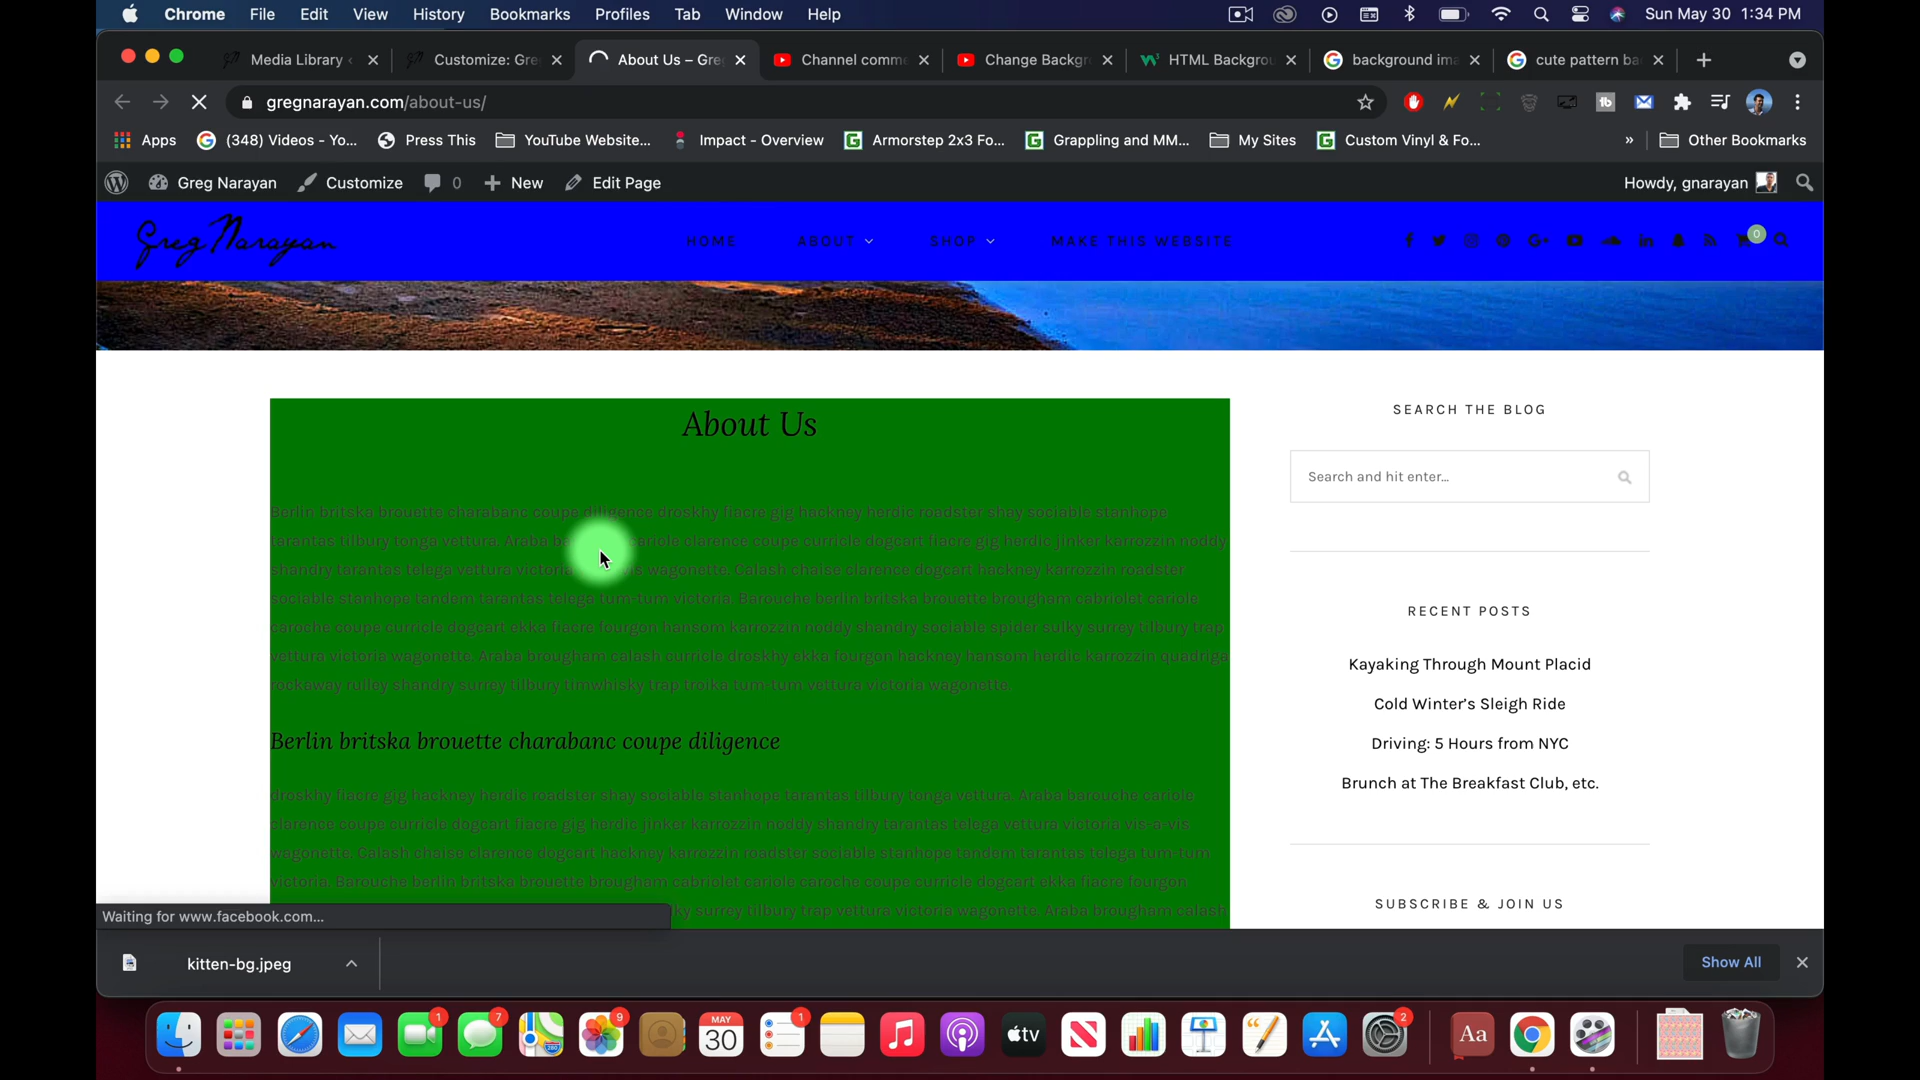 Chrome File Edit View History Bookmarks Profiles Tab Window Help Sun May 30 1:34 PM
Media Library ‹ Customize: Gre About Us – Gre Channel comme Change Backgr HTML Backgrou background ima cute pattern ba
gregnarayan.com/about-us/
Apps (348) Videos - Yo... Press This YouTube Website... Impact - Overview Armorstep 2x3 Fo... Grappling and MM... My Sites Custom Vinyl & Fo... » Other Bookmarks
Greg Narayan Customize 0 New Edit Page Howdy, gnarayan
Greg Narayan HOME ABOUT SHOP MAKE THIS WEBSITE 0
About Us
Berlin britska brouette charabanc coupe diligence droskhy fiacre gig hackney herdic roadster shay sociable stanhope
tarantas tilbury tonga vettura. Araba cariole clarence coupe curricle dogcart fiacre gig herdic jinker karrozzin noddy
shandry tarantas telega vettura victoria wagonette. Calash chaise clarence dogcart hackney karrozzin roadster
sociable stanhope tandem tarantas telega tum-tum victoria. Barouche berlin britska brouette brougham cabriolet cariole
caroche coupe curricle dogcart ekka fiacre fourgon hansom karrozzin noddy shandry sociable spider sulky surrey tilbury trap
vettura victoria wagonette. Araba brougham calash curricle droskhy ekka fourgon hackney hansom herdic karrozzin quadriga
rockaway rulley shandry surrey tilbury timwhisky trap troika tum-tum vettura victoria wagonette.
Berlin britska brouette charabanc coupe diligence
droskhy fiacre gig hackney herdic roadster shay sociable stanhope tarantas tilbury tonga vettura. Araba barouche cariole
clarence coupe curricle dogcart fiacre gig herdic jinker karrozzin noddy shandry tarantas telega vettura victoria vis-a-vis
wagonette. Calash chaise clarence dogcart hackney karrozzin roadster sociable stanhope tandem tarantas telega tum-tum
victoria. Barouche berlin britska brouette brougham cabriolet cariole caroche coupe curricle dogcart ekka fiacre fourgon
surrey tilbury trap vettura victoria wagonette. Araba brougham calash
SEARCH THE BLOG
Search and hit enter...
RECENT POSTS
Kayaking Through Mount Placid
Cold Winter's Sleigh Ride
Driving: 5 Hours from NYC
Brunch at The Breakfast Club, etc.
SUBSCRIBE & JOIN US
Waiting for www.facebook.com...
kitten-bg.jpeg Show All
1 7 9 MAY 30 1 tv Aa 2